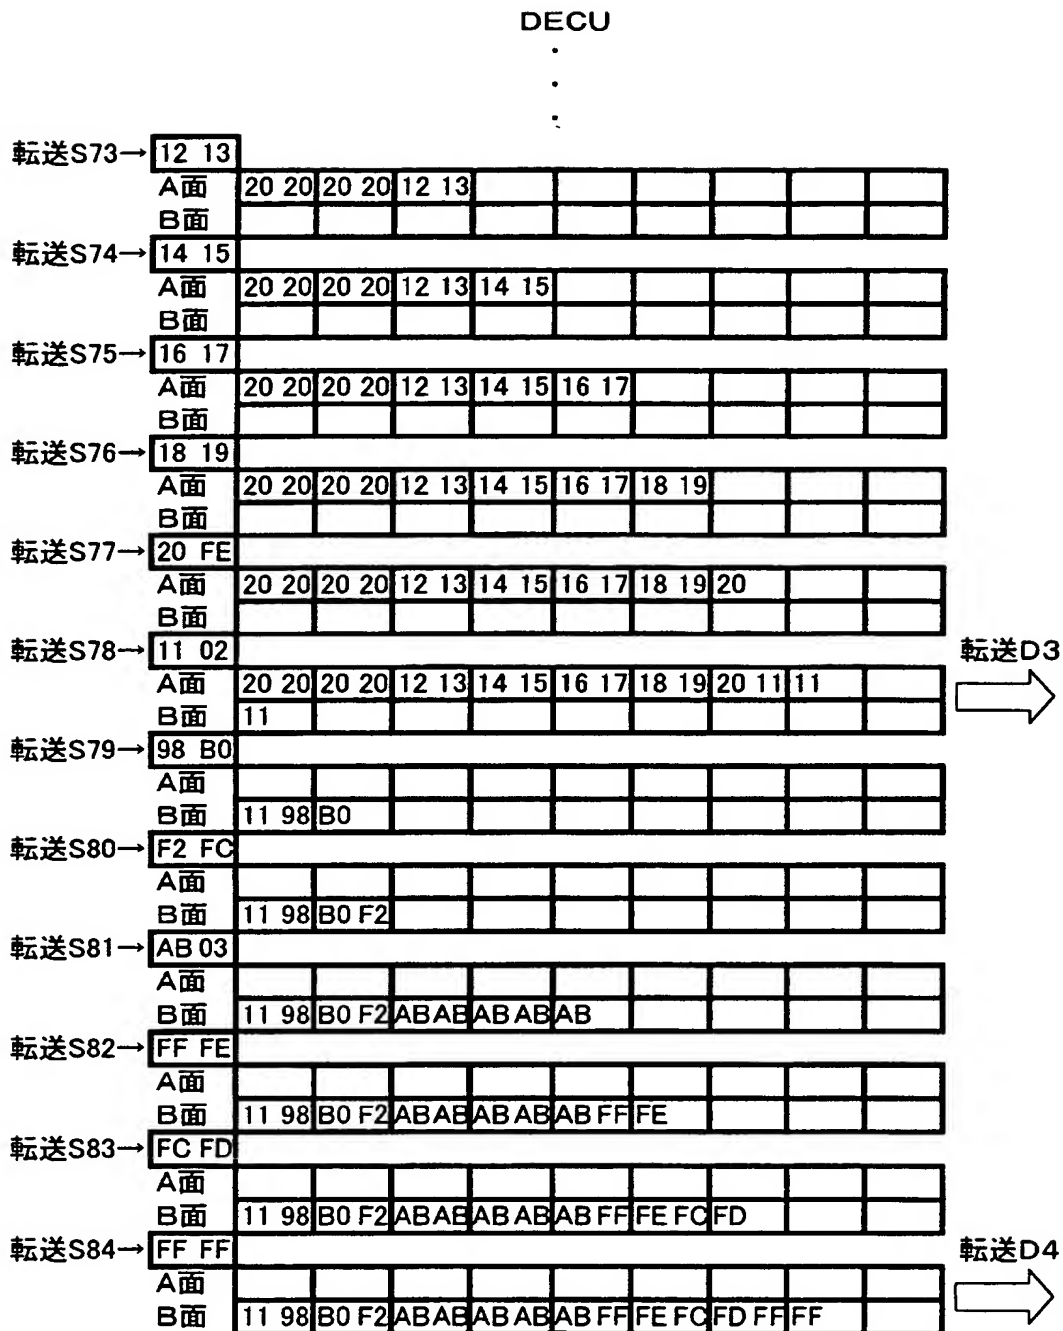 DECU
転送S73→ 12 13
A面 20 20 20 20 12 13
B面
転送S74→ 14 15
A面 20 20 20 20 12 13 14 15
B面
転送S75→ 16 17
A面 20 20 20 20 12 13 14 15 16 17
B面
転送S76→ 18 19
A面 20 20 20 20 12 13 14 15 16 17 18 19
B面
転送S77→ 20 FE
A面 20 20 20 20 12 13 14 15 16 17 18 19 20
B面
転送S78→ 11 02 転送D3
A面 20 20 20 20 12 13 14 15 16 17 18 19 20 11 11
B面 11
転送S79→ 98 B0
A面
B面 11 98 B0
転送S80→ F2 FC
A面
B面 11 98 B0 F2
転送S81→ AB 03
A面
B面 11 98 B0 F2 AB AB AB AB AB
転送S82→ FF FE
A面
B面 11 98 B0 F2 AB AB AB AB AB FF FE
転送S83→ FC FD
A面
B面 11 98 B0 F2 AB AB AB AB AB FF FE FC FD
転送S84→ FF FF 転送D4
A面
B面 11 98 B0 F2 AB AB AB AB AB FF FE FC FD FF FF